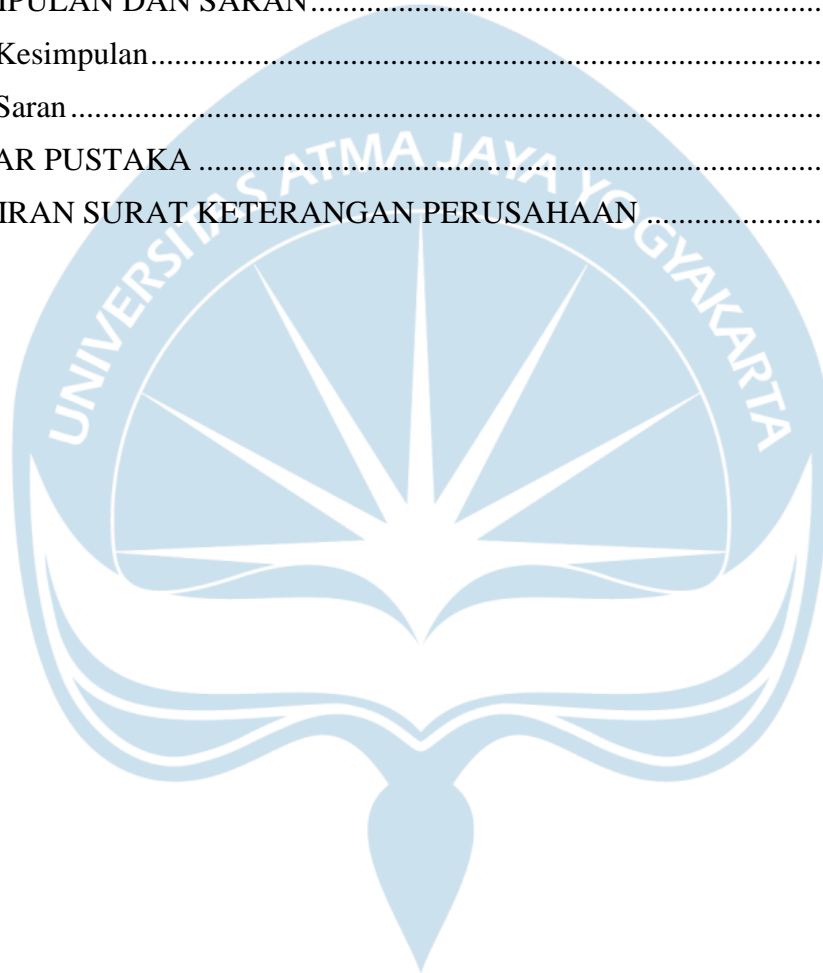 IPULAN DAN SARAN....................................................................
Kesimpulan....................................................................................
Saran..............................................................................................
AR PUSTAKA ................................................................................
IRAN SURAT KETERANGAN PERUSAHAAN .....................
UNIVERSITAS ATMA JAYA YOGYAKARTA